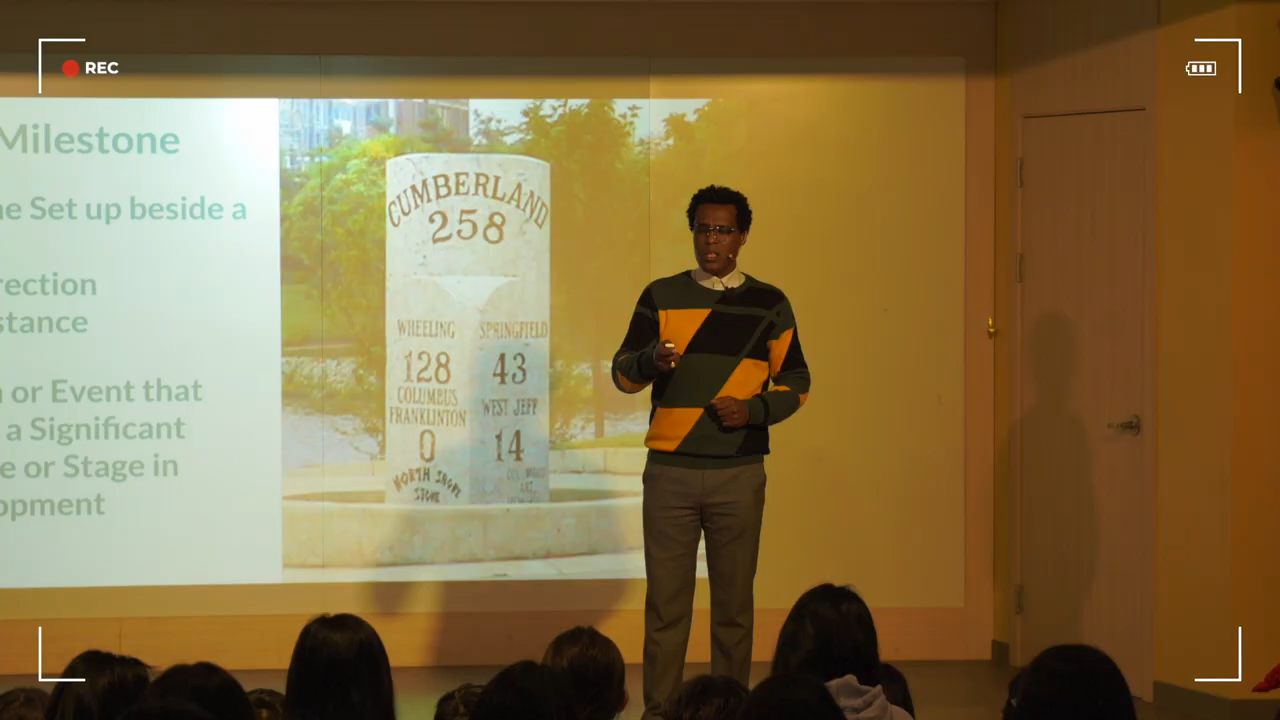 REC
Milestone
ne Set up beside a
rection
stance
n or Event that
a Significant
e or Stage in
opment
CUMBERLAND
258
WHEELING
128
COLUMBUS
FRANKLINTON
0
NORTH SHORE
STONE
SPRINGFIELD
43
WEST JEFF
14